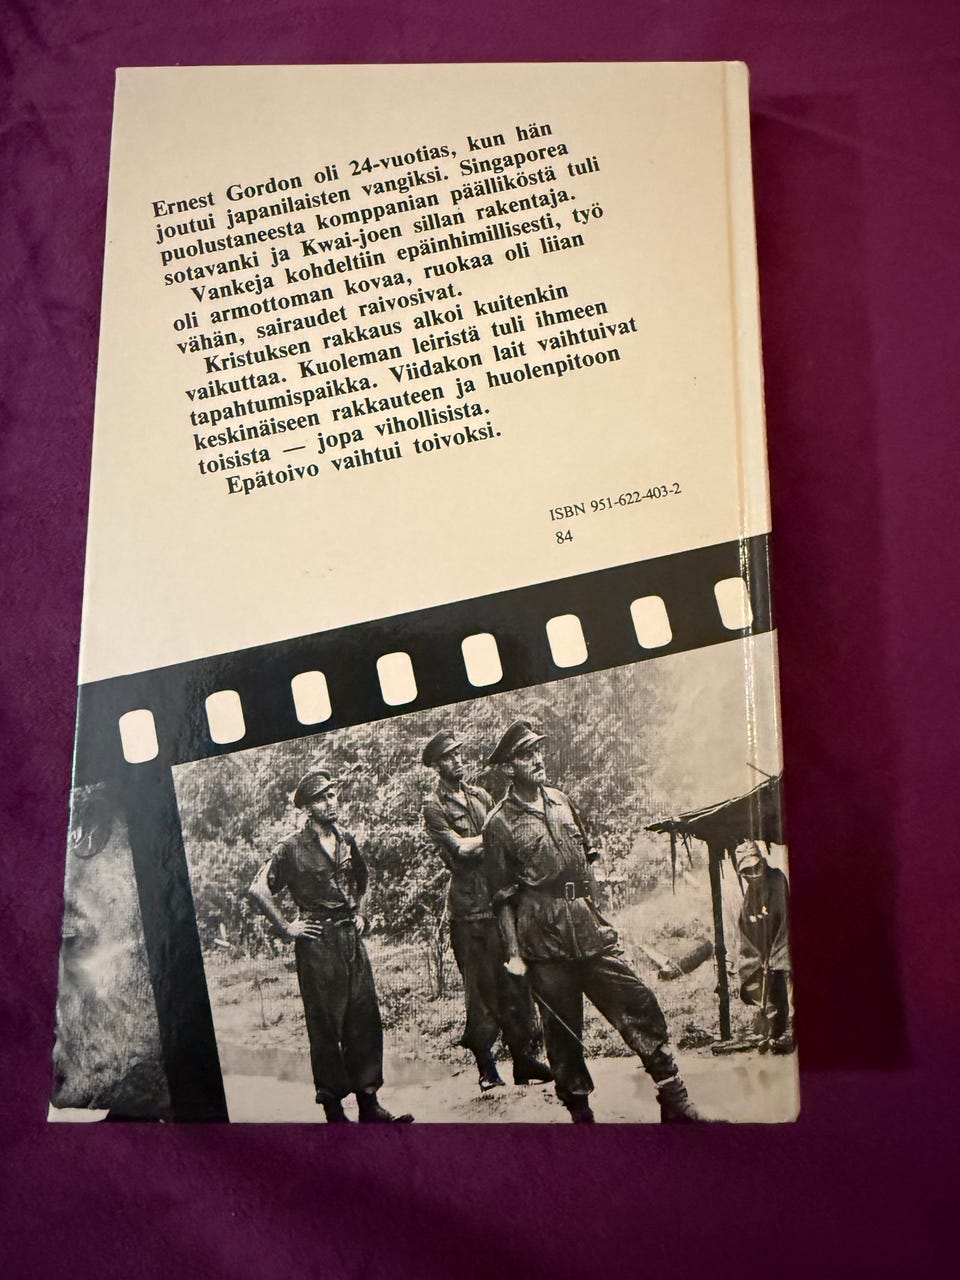 Ernest Gordon oli 24-vuotias, kun hän
joutui japanilaisten vangiksi. Singaporea
puolustaneesta komppanian päälliköstä tuli
sotavanki ja Kwai-joen sillan rakentaja.
Vankeja kohdeltiin epäinhimillisesti, työ
oli armottoman kovaa, ruokaa oli liian
vähän, sairaudet raivosivat.
Kristuksen rakkaus alkoi kuitenkin
vaikuttaa. Kuoleman leiristä tuli ihmeen
tapahtumispaikka. Viidakon lait vaihtuivat
keskinäiseen rakkauteen ja huolenpitoon
toisista — jopa vihollisista.
Epätoivo vaihtui toivoksi.
ISBN 951-622-403-2
84